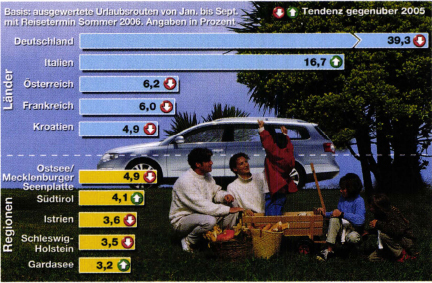 Basis: ausgewertete Urlaubsrouten von Jan. bis Sept.
mit Reisetermin Sommer 2006. Angaben in Prozent
Tendenz gegenüber 2005
Länder
Deutschland 39,3
Italien 16,7
Österreich 6,2
Frankreich 6,0
Kroatien 4,9
Regionen
Ostsee/
Mecklenburger 4,9
Seenplatte
Südtirol 4,1
Istrien 3,6
Schleswig- 3,5
Holstein
Gardasee 3,2